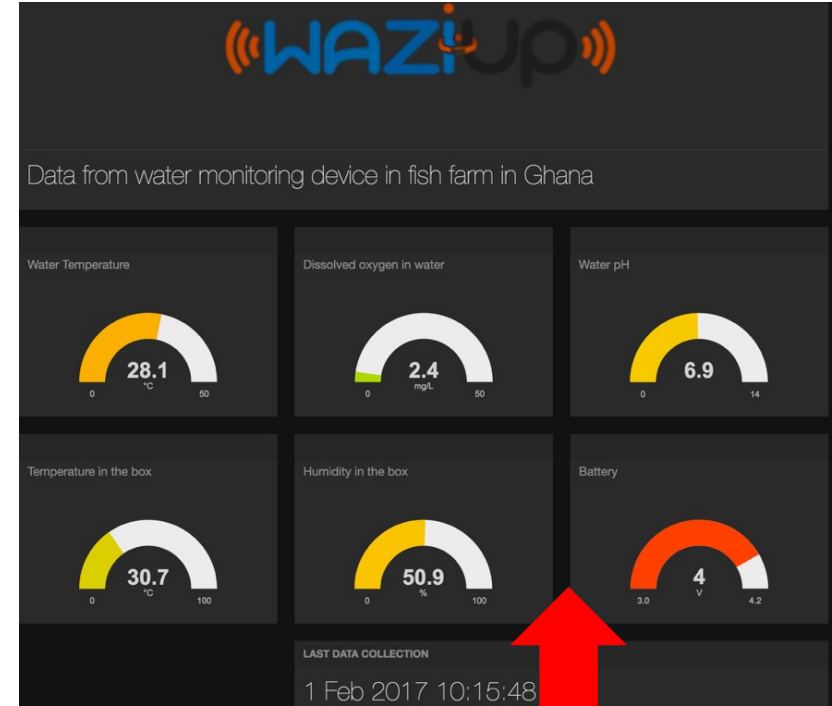 WAZIUP
Data from water monitoring device in fish farm in Ghana
Water Temperature
28.1
°C
0
50
Dissolved oxygen in water
2.4
mg/L
0
50
Water pH
6.9
0
14
Temperature in the box
30.7
°C
0
100
Humidity in the box
50.9
%
0
100
Battery
4
V
3.0
4.2
LAST DATA COLLECTION
1 Feb 2017 10:15:48